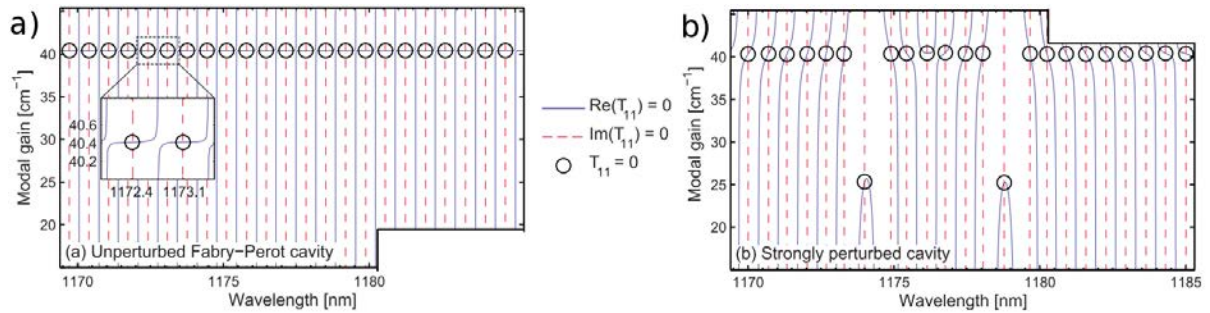 a)
Modal gain [cm⁻¹]
40
35
30
25
20
40.6
40.4
40.2
1172.4
1173.1
(a) Unperturbed Fabry−Perot cavity
1170
1175
1180
Wavelength [nm]
Re(T₁₁) = 0
Im(T₁₁) = 0
T₁₁ = 0
b)
Modal gain [cm⁻¹]
40
35
30
25
20
(b) Strongly perturbed cavity
1170
1175
1180
1185
Wavelength [nm]